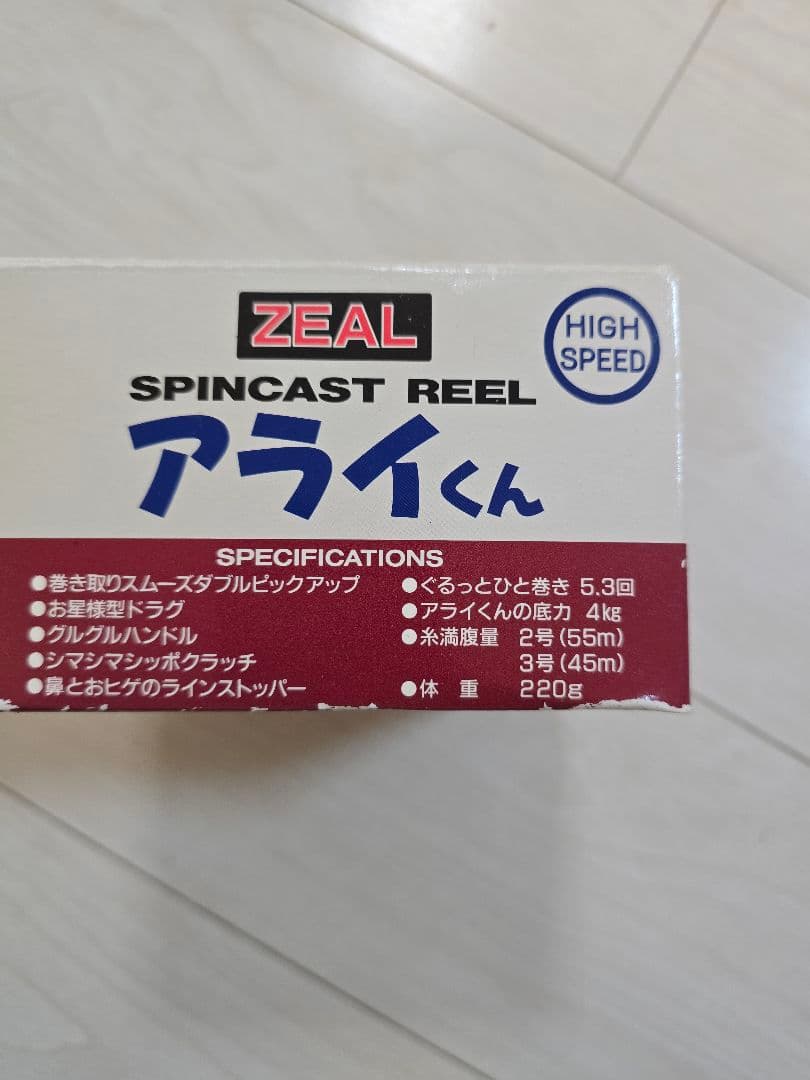 ZEAL
HIGH
SPEED
SPINCAST REEL
アライくん
SPECIFICATIONS
●巻き取りスムーズダブルピックアップ
●お星様型ドラグ
●グルグルハンドル
●シマシマシッポクラッチ
●鼻とおヒゲのラインストッパー
●ぐるっとひと巻き 5.3回
●アライくんの底力 4kg
●糸満腹量 2号(55m)
3号(45m)
●体 重 220g